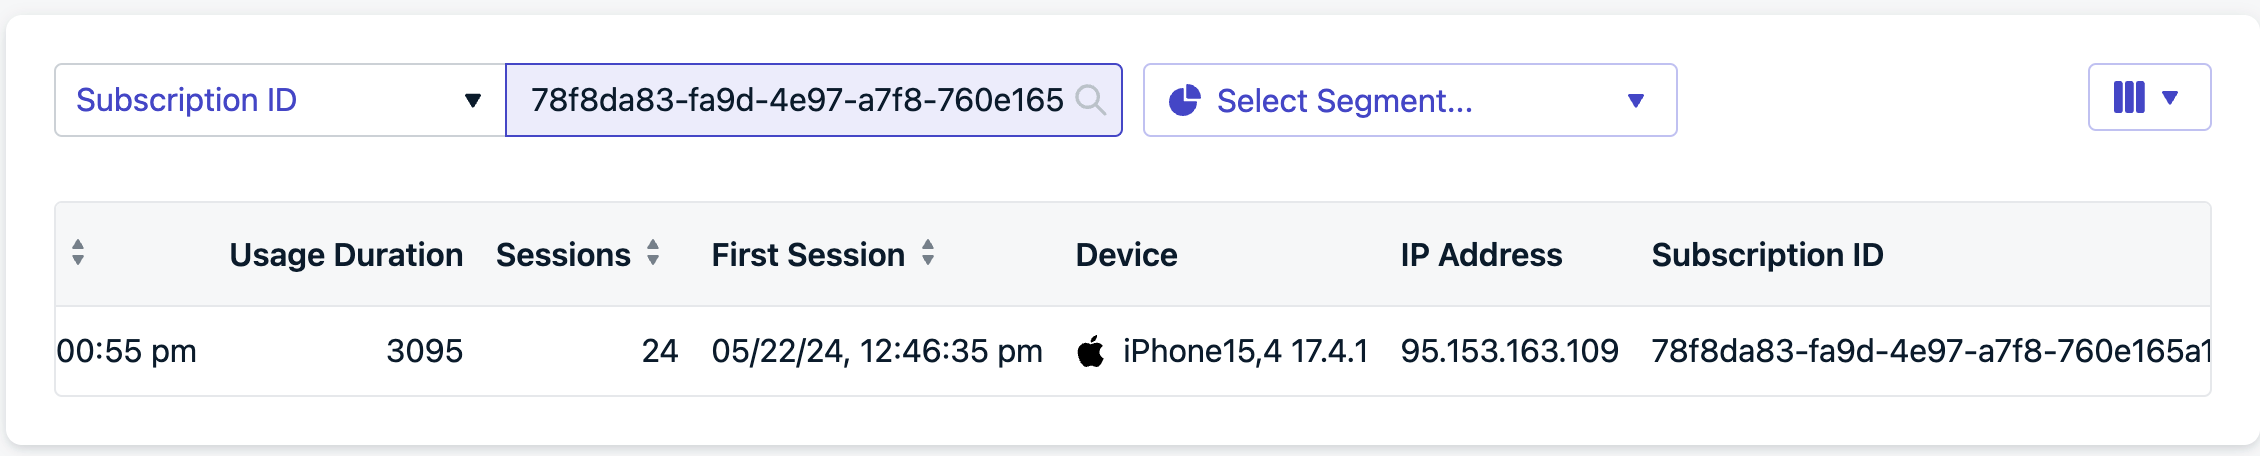 Subscription ID 78f8da83-fa9d-4e97-a7f8-760e165 Select Segment...
Usage Duration Sessions First Session Device IP Address Subscription ID
00:55 pm 3095 24 05/22/24, 12:46:35 pm iPhone15,4 17.4.1 95.153.163.109 78f8da83-fa9d-4e97-a7f8-760e165a1